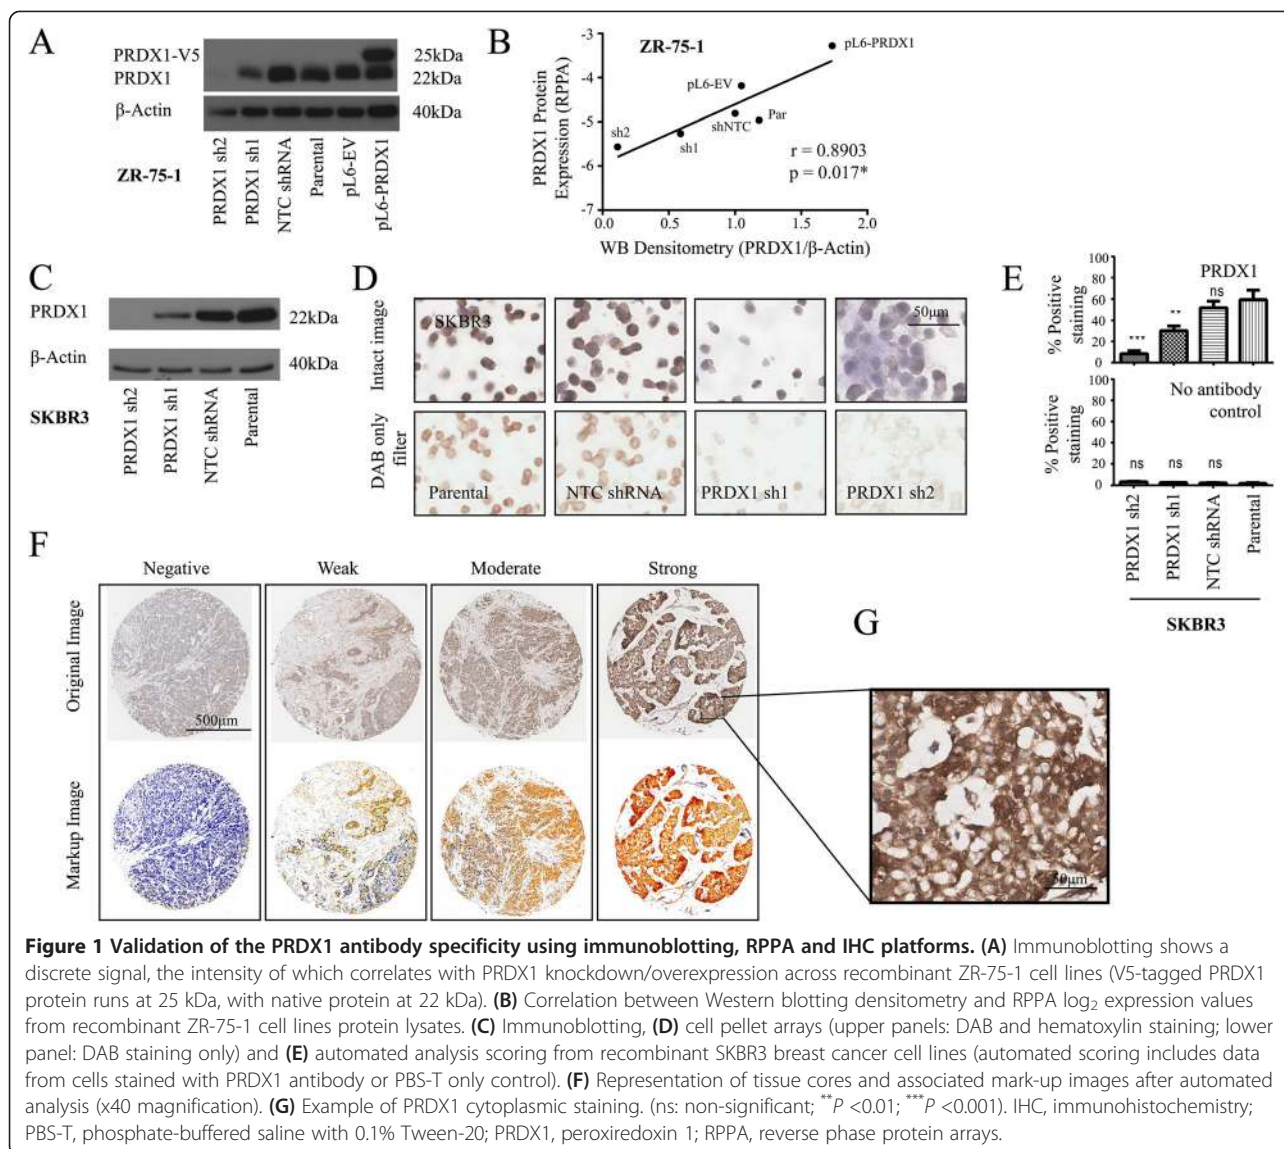 A
PRDX1-V5
PRDX1
β-Actin
25kDa
22kDa
40kDa
ZR-75-1
PRDX1 sh2
PRDX1 sh1
NTC shRNA
Parental
pL6-EV
pL6-PRDX1
B
ZR-75-1
PRDX1 Protein
Expression (RPPA)
-3
-4
-5
-6
-7
pL6-PRDX1
pL6-EV
shNTC
Par
sh2
sh1
r = 0.8903
p = 0.017*
0.0
0.5
1.0
1.5
2.0
WB Densitometry (PRDX1/β-Actin)
C
PRDX1
β-Actin
22kDa
40kDa
SKBR3
PRDX1 sh2
PRDX1 sh1
NTC shRNA
Parental
D
Intact image
DAB only
filter
SKBR3
50μm
Parental
NTC shRNA
PRDX1 sh1
PRDX1 sh2
E
% Positive
staining
100
80
60
40
20
0
PRDX1
***
**
ns
% Positive
staining
100
80
60
40
20
0
No antibody
control
ns
ns
ns
PRDX1 sh2
PRDX1 sh1
NTC shRNA
Parental
SKBR3
F
Negative
Weak
Moderate
Strong
Original Image
500μm
Markup Image
G
50μm
Figure 1 Validation of the PRDX1 antibody specificity using immunoblotting, RPPA and IHC platforms. (A) Immunoblotting shows a
discrete signal, the intensity of which correlates with PRDX1 knockdown/overexpression across recombinant ZR-75-1 cell lines (V5-tagged PRDX1
protein runs at 25 kDa, with native protein at 22 kDa). (B) Correlation between Western blotting densitometry and RPPA log₂ expression values
from recombinant ZR-75-1 cell lines protein lysates. (C) Immunoblotting, (D) cell pellet arrays (upper panels: DAB and hematoxylin staining; lower
panel: DAB staining only) and (E) automated analysis scoring from recombinant SKBR3 breast cancer cell lines (automated scoring includes data
from cells stained with PRDX1 antibody or PBS-T only control). (F) Representation of tissue cores and associated mark-up images after automated
analysis (x40 magnification). (G) Example of PRDX1 cytoplasmic staining. (ns: non-significant; **P <0.01; ***P <0.001). IHC, immunohistochemistry;
PBS-T, phosphate-buffered saline with 0.1% Tween-20; PRDX1, peroxiredoxin 1; RPPA, reverse phase protein arrays.